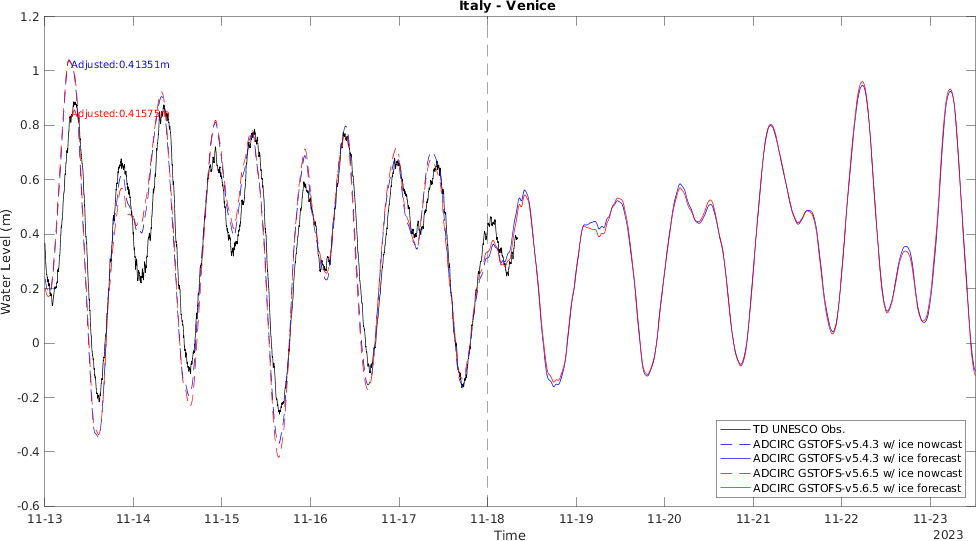 Italy - Venice
1.2
1
0.8
0.6
0.4
0.2
0
-0.2
-0.4
-0.6
Water Level (m)
Adjusted:0.41351m
Adjusted:0.41575m
TD UNESCO Obs.
ADCIRC GSTOFS-v5.4.3 w/ ice nowcast
ADCIRC GSTOFS-v5.4.3 w/ ice forecast
ADCIRC GSTOFS-v5.6.5 w/ ice nowcast
ADCIRC GSTOFS-v5.6.5 w/ ice forecast
11-13 11-14 11-15 11-16 11-17 11-18 11-19 11-20 11-21 11-22 11-23
Time
2023